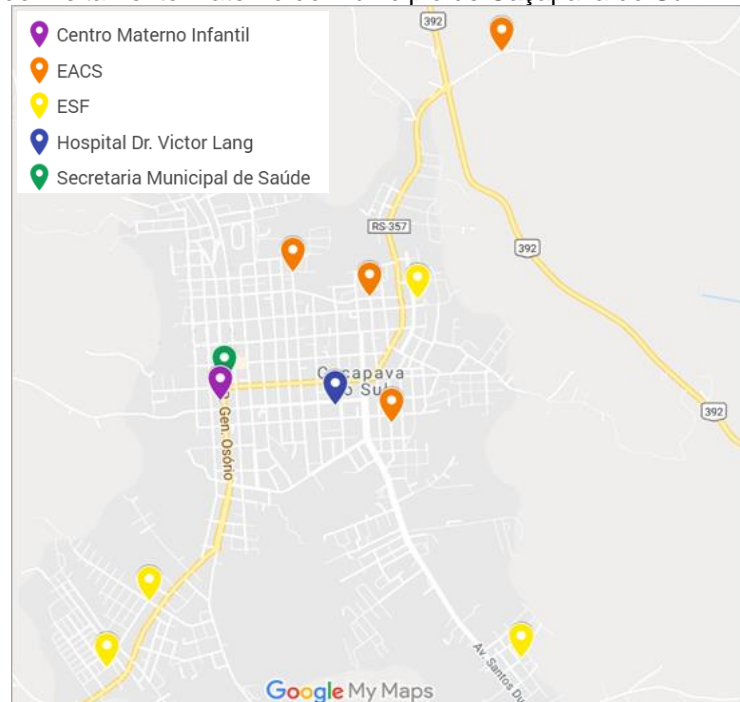 Centro Materno Infantil
EACS
ESF
Hospital Dr. Victor Lang
Secretaria Municipal de Saúde
392
392
RS-357
392
392
Gen. Osório
Av. Santos Du
Google My Maps